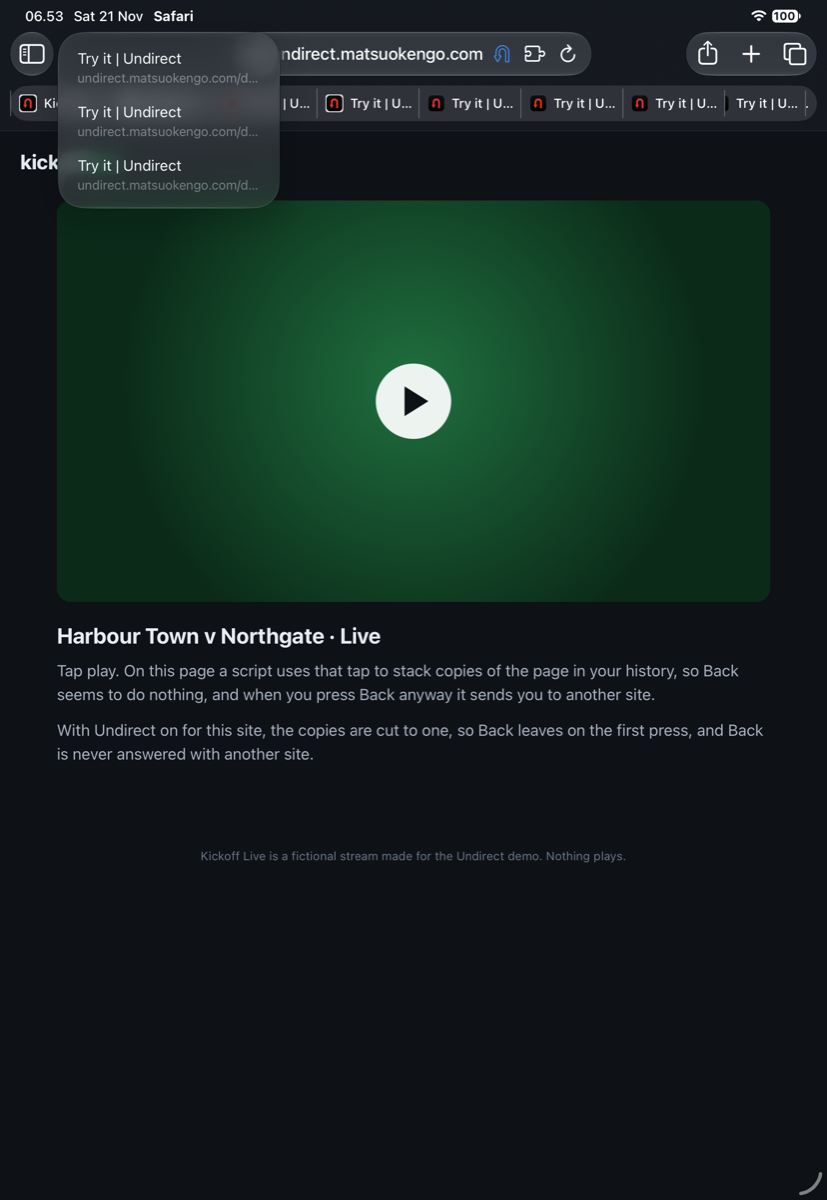 06.53 Sat 21 Nov Safari
100
Try it | Undirect
undirect.matsuokengo.com/d...
Try it | Undirect
undirect.matsuokengo.com/d...
Try it | Undirect
undirect.matsuokengo.com/d...
ndirect.matsuokengo.com
Ki
| U...
Try it | U...
Try it | U...
Try it | U...
Try it | U...
Try it | U...
kick
Harbour Town v Northgate · Live
Tap play. On this page a script uses that tap to stack copies of the page in your history, so Back
seems to do nothing, and when you press Back anyway it sends you to another site.
With Undirect on for this site, the copies are cut to one, so Back leaves on the first press, and Back
is never answered with another site.
Kickoff Live is a fictional stream made for the Undirect demo. Nothing plays.